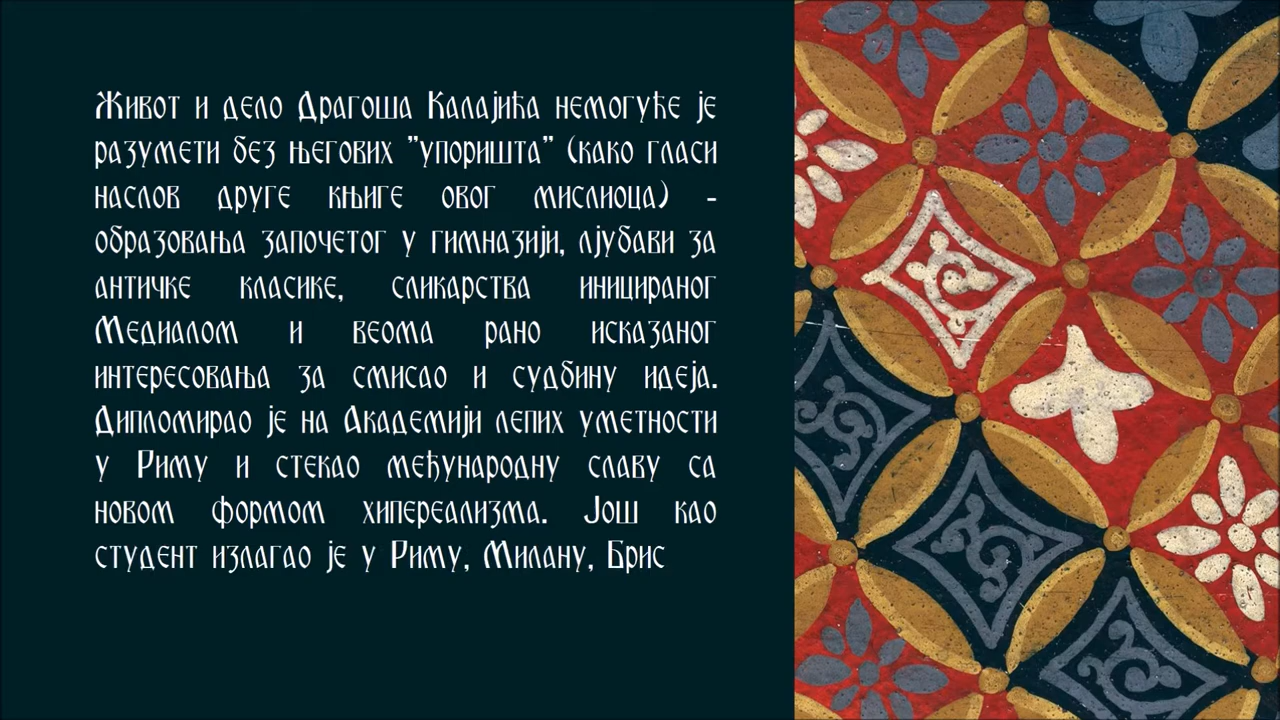 Живот и дело Драгоша Калајића немогуће је
разумети без његових "упоришта" (како гласи
наслов друге књиге овог мислиоца) -
образовања започетог у гимназији, љубави за
античке класике, сликарства иницираног
Медиалом и веома рано исказаног
интересовања за смисао и судбину идеја.
Дипломирао је на Академији лепих уметности
у Риму и стекао међународну славу са
новом формом хипереализма. Још као
студент излагао је у Риму, Милану, Брис